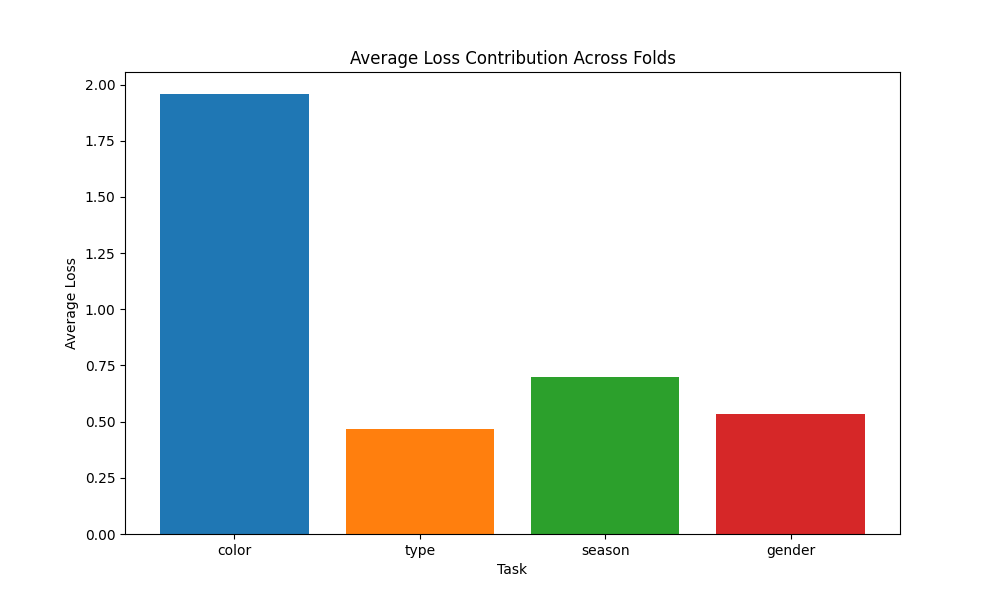 Average Loss Contribution Across Folds
Average Loss
2.00
1.75
1.50
1.25
1.00
0.75
0.50
0.25
0.00
color type season gender
Task